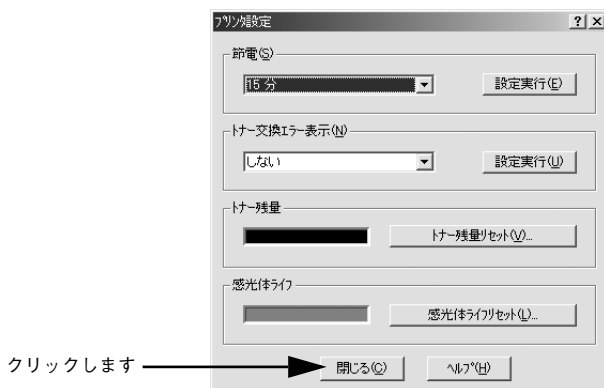 プリンタ設定
節電(S)
15 分
設定実行(E)
トナー交換エラー表示(N)
しない
設定実行(U)
トナー残量
トナー残量リセット(V)...
感光体ライフ
感光体ライフリセット(L)...
クリックします
閉じる(C)
ヘルプ(H)